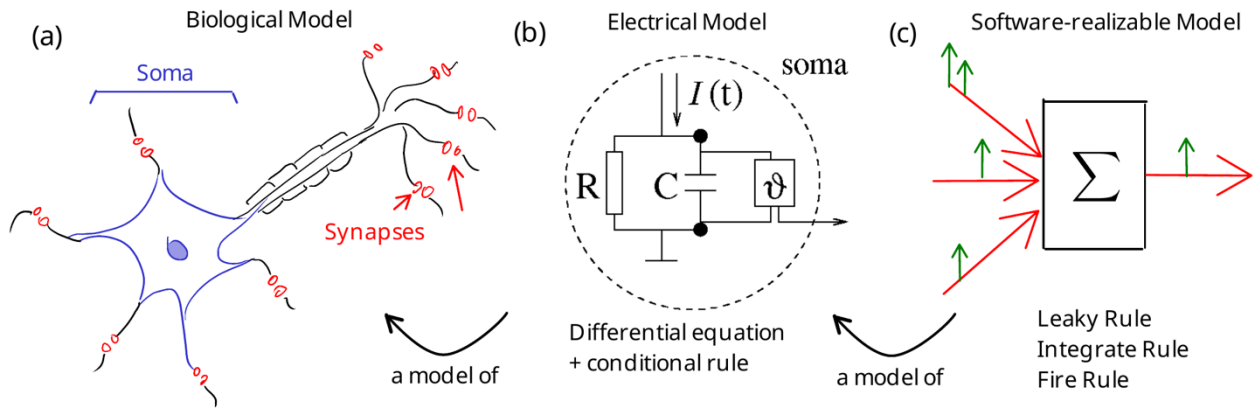 (a)
Biological Model
Soma
Synapses
a model of
(b)
Electrical Model
soma
I (t)
R
C
ϑ
Differential equation
+ conditional rule
a model of
(c)
Software-realizable Model
Σ
Leaky Rule
Integrate Rule
Fire Rule